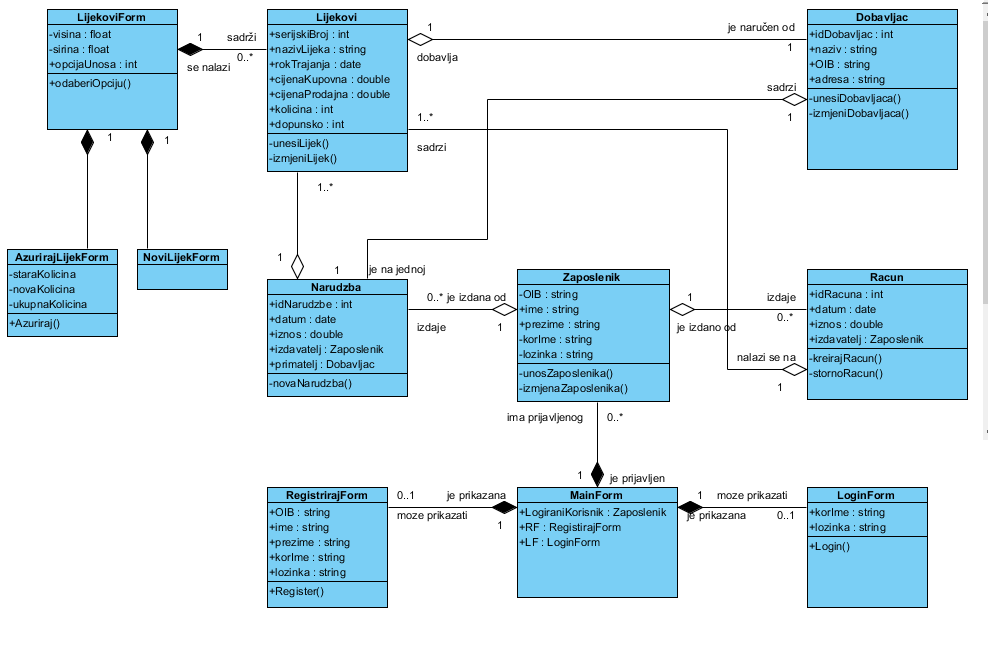 LijekoviForm
-visina : float
-sirina : float
+opcijaUnosa : int
+odaberiOpciju()
1
sadrži
0..*
se nalazi
Lijekovi
+serijskiBroj : int
+nazivLijeka : string
+rokTrajanja : date
+cijenaKupovna : double
+cijenaProdajna : double
+kolicina : int
+dopunsko : int
-unesiLijek()
-izmjeniLijek()
1
dobavlja
je naručen od
1
Dobavljac
+idDobavljac : int
+naziv : string
+OIB : string
+adresa : string
-unesiDobavljaca()
-izmjeniDobavljaca()
sadrzi
1
1..*
sadrzi
1
1
1..*
AzurirajLijekForm
-staraKolicina
-novaKolicina
-ukupnaKolicina
+Azuriraj()
NoviLijekForm
1
1
je na jednoj
Narudzba
+idNarudzbe : int
+datum : date
+iznos : double
+izdavatelj : Zaposlenik
+primatelj : Dobavljac
-novaNarudzba()
0..* je izdana od
izdaje
1
Zaposlenik
-OIB : string
+ime : string
+prezime : string
-korIme : string
-lozinka : string
-unosZaposlenika()
-izmjenaZaposlenika()
1
izdaje
0..*
je izdano od
nalazi se na
1
Racun
+idRacuna : int
+datum : date
+iznos : double
+izdavatelj : Zaposlenik
-kreirajRacun()
-stornoRacun()
ima prijavljenog
0..*
1
je prijavljen
RegistrirajForm
+OIB : string
+ime : string
+prezime : string
+korIme : string
+lozinka : string
+Register()
0..1
je prikazana
moze prikazati
1
MainForm
+LogiraniKorisnik : Zaposlenik
+RF : RegistirajForm
+LF : LoginForm
1
moze prikazati
je prikazana
0..1
LoginForm
+korIme : string
+lozinka : string
+Login()